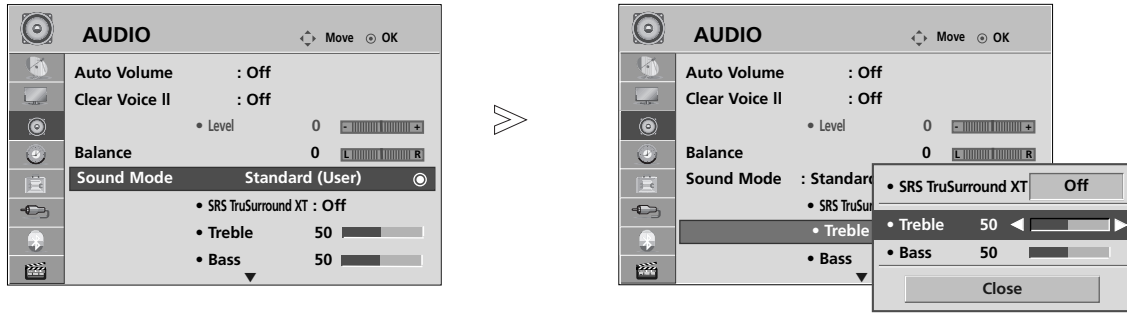 AUDIO
Move OK
Auto Volume : Off
Clear Voice ll : Off
• Level 0 - +
Balance 0 L R
Sound Mode Standard (User)
• SRS TruSurround XT : Off
• Treble 50
• Bass 50
AUDIO
Move OK
Auto Volume : Off
Clear Voice ll : Off
• Level 0 - +
Balance 0 L R
Sound Mode : Standard
• SRS TruSur
• Treble
• Bass
• SRS TruSurround XT Off
• Treble 50
• Bass 50
Close